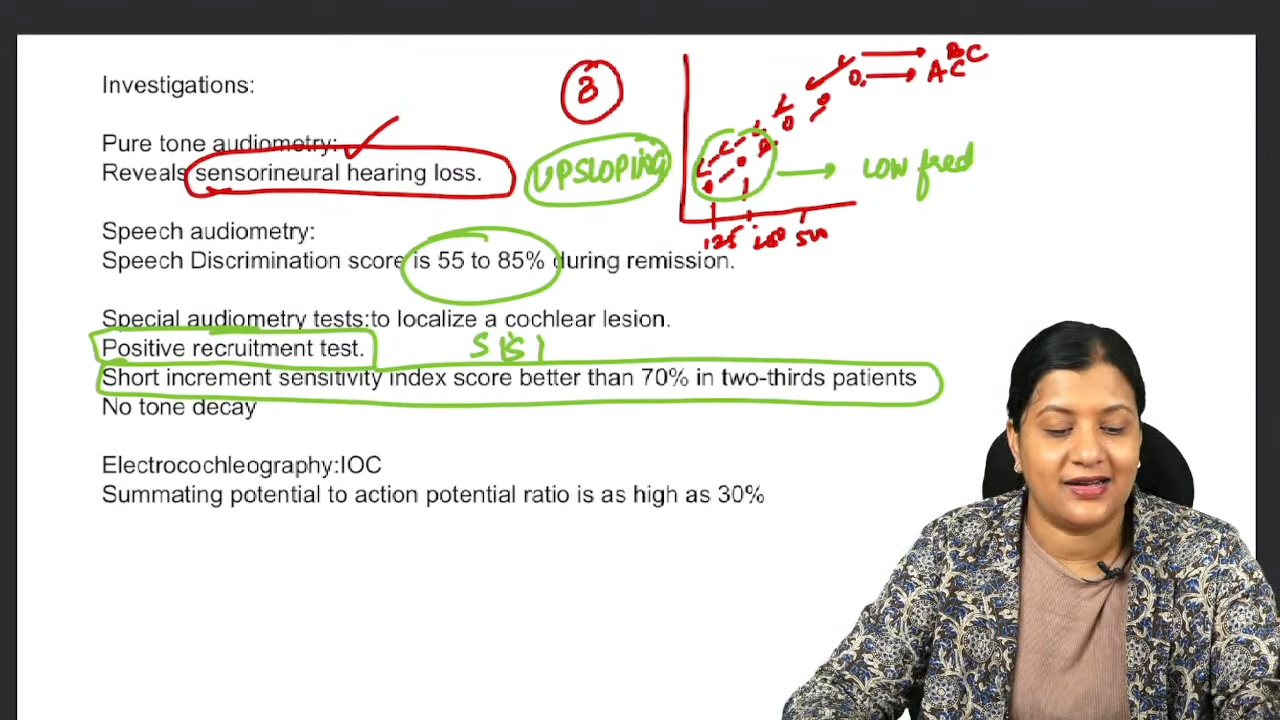 Investigations:
Pure tone audiometry:
Reveals sensorineural hearing loss.
Speech audiometry:
Speech Discrimination score is 55 to 85% during remission.
Special audiometry tests:to localize a cochlear lesion.
Positive recruitment test.
Short increment sensitivity index score better than 70% in two-thirds patients
No tone decay
Electrocochleography:IOC
Summating potential to action potential ratio is as high as 30%
3
UPSLOPING
BC
AC
LOW freq
125 250 500
SISI